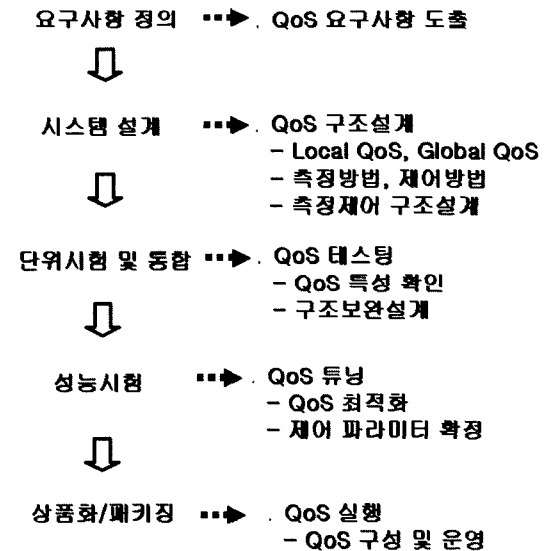 요구사항 정의 . QoS 요구사항 도출
시스템 설계 . QoS 구조설계
– Local QoS, Global QoS
– 측정방법, 제어방법
– 측정제어 구조설계
단위시험 및 통합 . QoS 테스팅
– QoS 특성 확인
– 구조보완설계
성능시험 . QoS 튜닝
– QoS 최적화
– 제어 파라미터 확정
상품화/패키징 . QoS 실행
– QoS 구성 및 운영